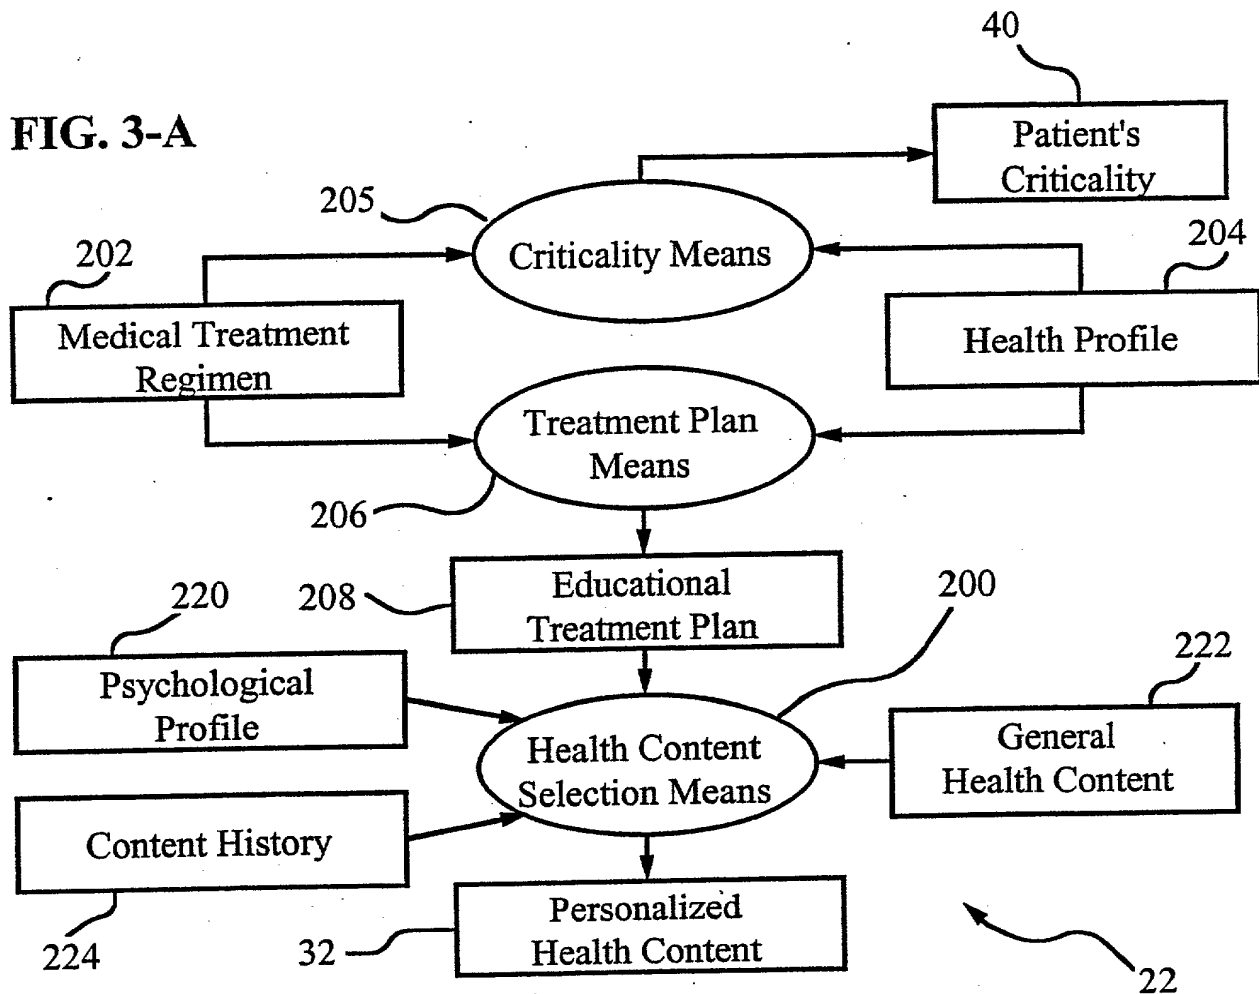 40
FIG. 3-A
Patient's
Criticality
205
Criticality Means
204
202
Medical Treatment
Regimen
Health Profile
Treatment Plan
Means
206
220
208
Educational
Treatment Plan
200
222
Psychological
Profile
Health Content
Selection Means
General
Health Content
Content History
224
32
Personalized
Health Content
22